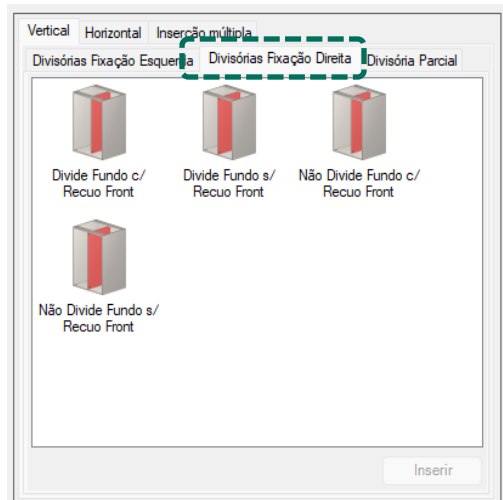 Vertical Horizontal Inserção múltipla
Divisórias Fixação Esquerda Divisórias Fixação Direita Divisória Parcial
Divide Fundo c/ Recuo Front
Divide Fundo s/ Recuo Front
Não Divide Fundo c/ Recuo Front
Não Divide Fundo s/ Recuo Front
Inserir